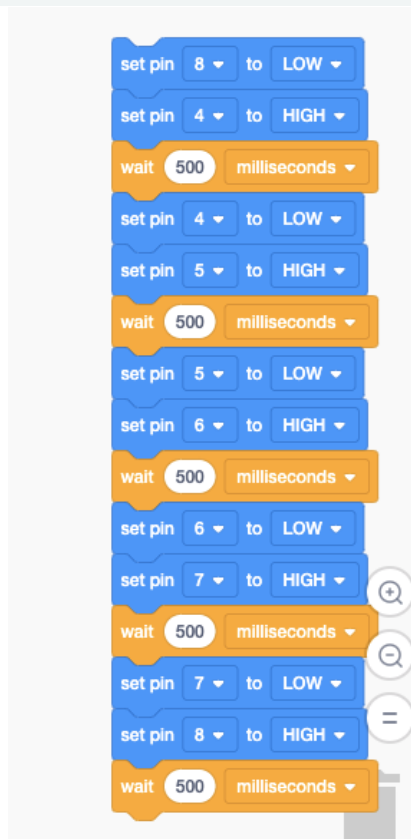 set pin 8 to LOW
set pin 4 to HIGH
wait 500 milliseconds
set pin 4 to LOW
set pin 5 to HIGH
wait 500 milliseconds
set pin 5 to LOW
set pin 6 to HIGH
wait 500 milliseconds
set pin 6 to LOW
set pin 7 to HIGH
wait 500 milliseconds
set pin 7 to LOW
set pin 8 to HIGH
wait 500 milliseconds